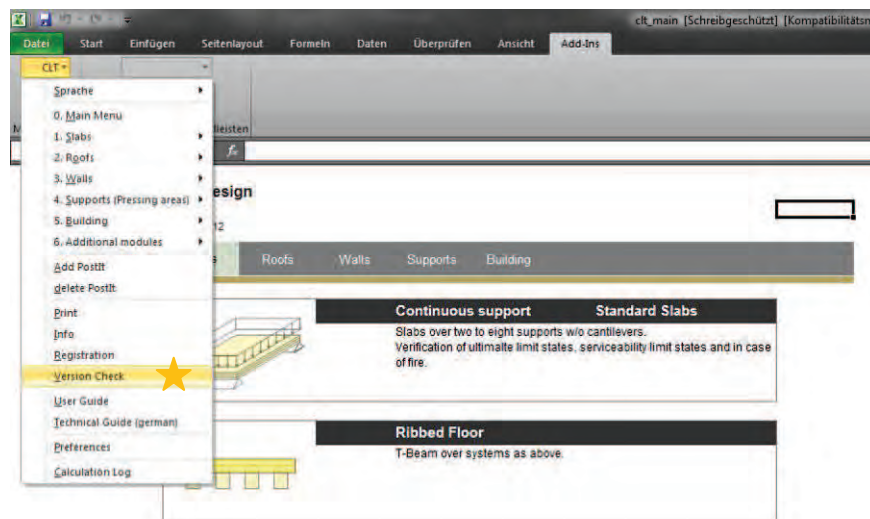 clt_main [Schreibgeschützt] [Kompatibilitätsm
Datei Start Einfügen Seitenlayout Formeln Daten Überprüfen Ansicht Add-Ins
CLT
Sprache
0. Main Menu
1. Slabs
2. Roofs
3. Walls
4. Supports (Pressing areas)
5. Building
6. Additional modules
Add PostIt
delete PostIt
Print
Info
Registration
Version Check
User Guide
Technical Guide (german)
Preferences
Calculation Log
M
leisten
fx
esign
12
s Roofs Walls Supports Building
Continuous support Standard Slabs
Slabs over two to eight supports w/o cantilevers.
Verification of ultimalte limit states, serviceability limit states and in case
of fire.
Ribbed Floor
T-Beam over systems as above.